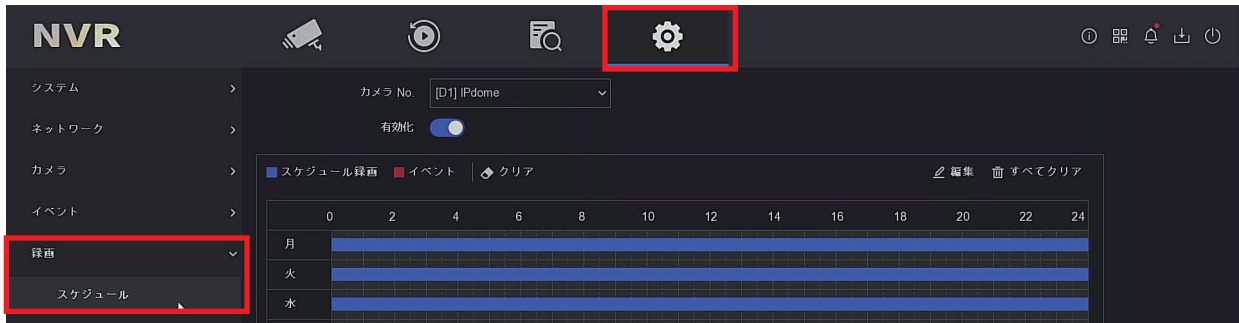 NVR
システム
ネットワーク
カメラ
イベント
録画
スケジュール
カメラ No. [D1] IPdome
有効化
スケジュール録画 イベント クリア 編集 すべてクリア
0 2 4 6 8 10 12 14 16 18 20 22 24
月
火
水